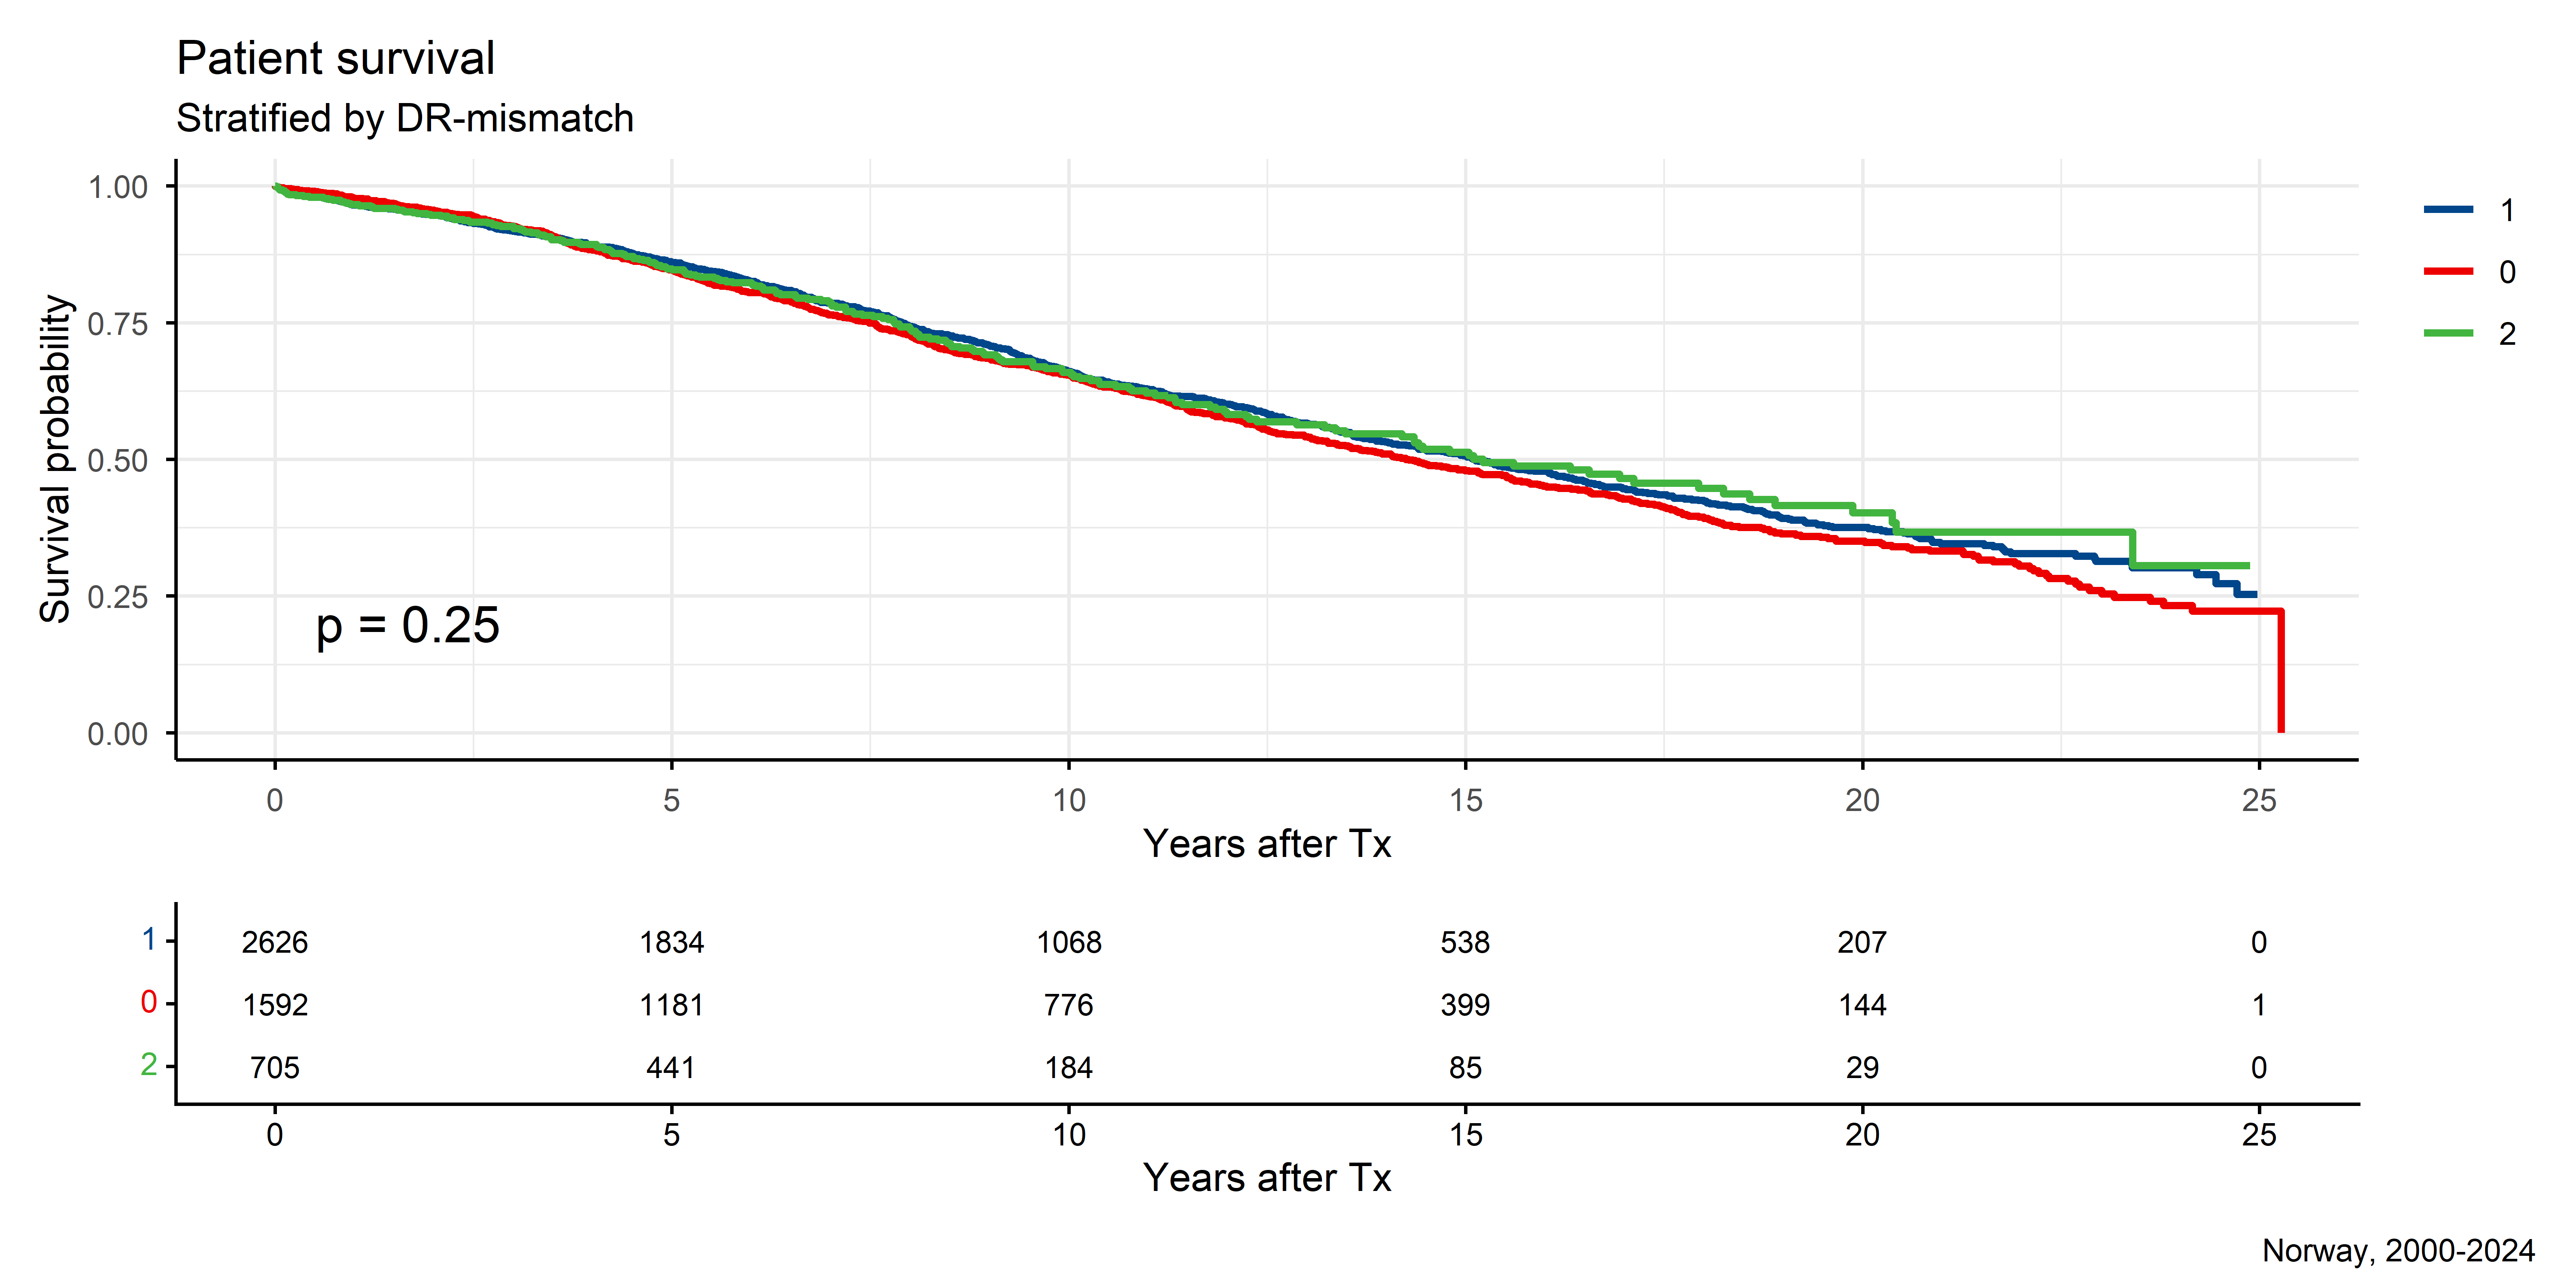 Patient survival
Stratified by DR-mismatch
Survival probability
1.00
0.75
0.50
0.25
0.00
p = 0.25
1
0
2
0 5 10 15 20 25
Years after Tx
1 2626 1834 1068 538 207 0
0 1592 1181 776 399 144 1
2 705 441 184 85 29 0
0 5 10 15 20 25
Years after Tx
Norway, 2000-2024